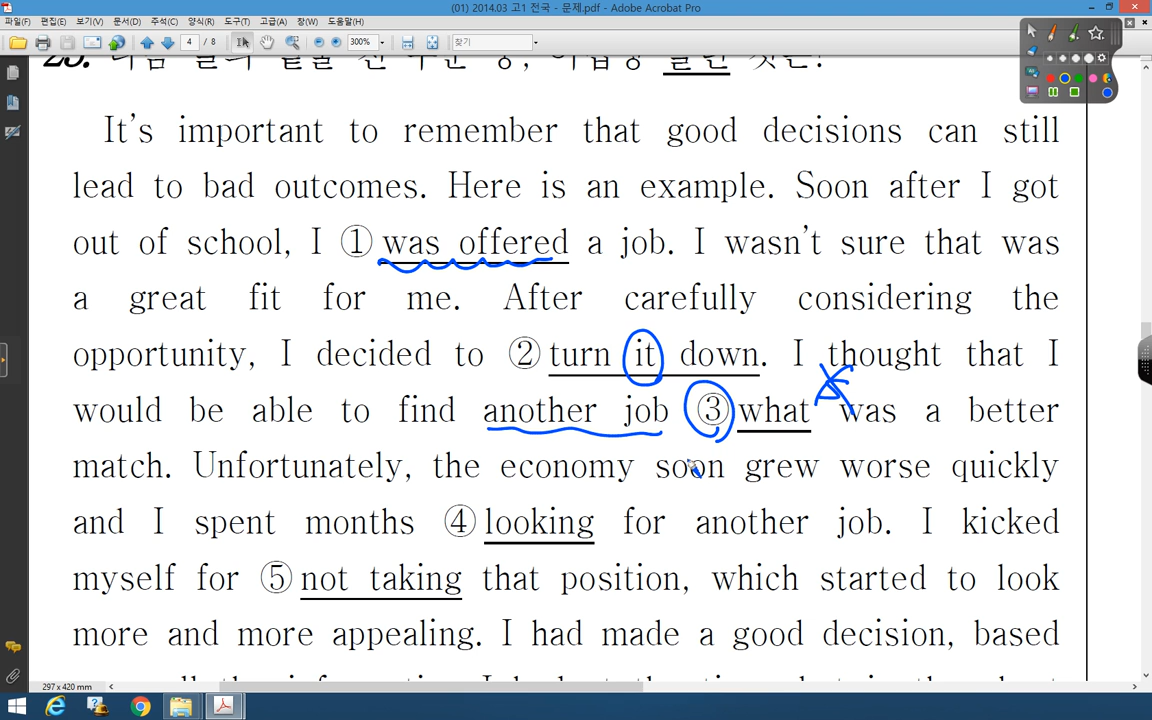 (01) 2014.03 고1 전국 - 문제.pdf - Adobe Acrobat Pro
파일(F) 편집(E) 보기(V) 문서(D) 주석(C) 양식(R) 도구(T) 고급(A) 창(W) 도움말(H)
4 / 8 300% 찾기
It's important to remember that good decisions can still
lead to bad outcomes. Here is an example. Soon after I got
out of school, I ① was offered a job. I wasn't sure that was
a great fit for me. After carefully considering the
opportunity, I decided to ② turn it down. I thought that I
would be able to find another job ③ what was a better
match. Unfortunately, the economy soon grew worse quickly
and I spent months ④ looking for another job. I kicked
myself for ⑤ not taking that position, which started to look
more and more appealing. I had made a good decision, based
297 x 420 mm